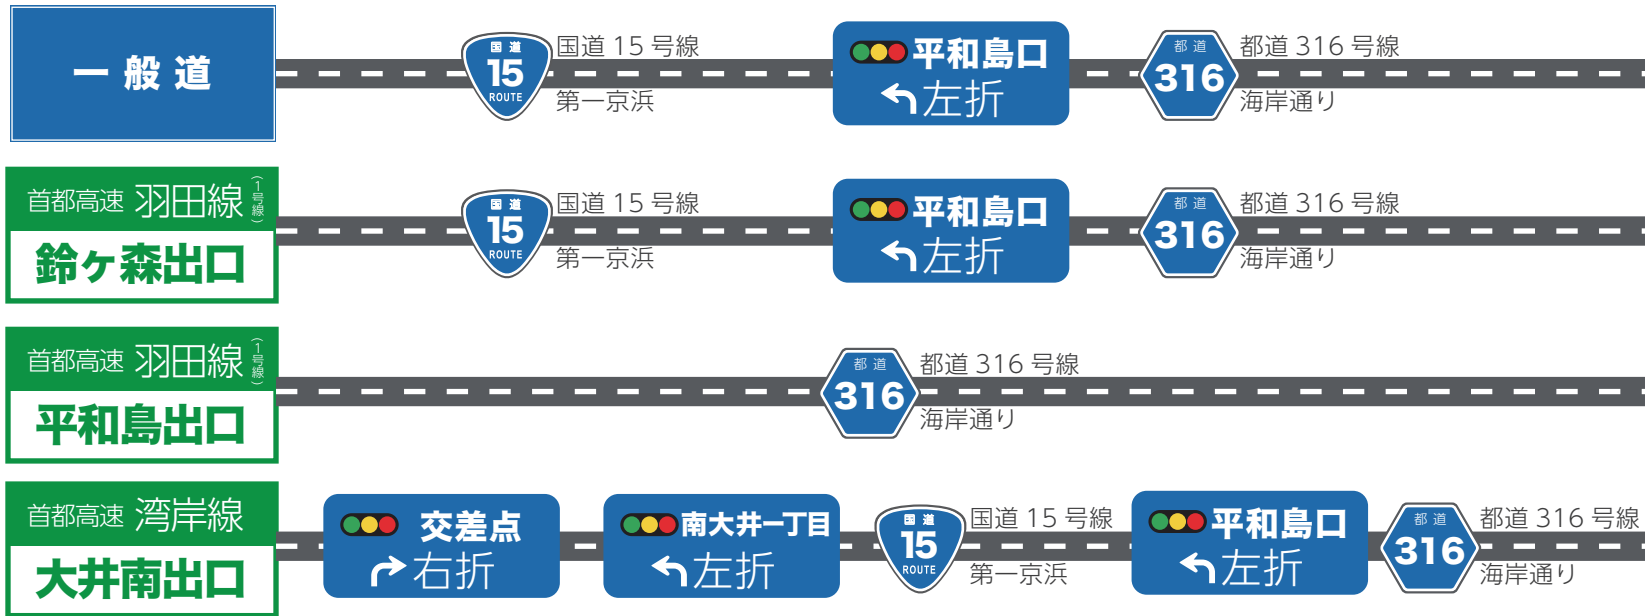 一般道
国道
15
ROUTE
国道 15 号線
第一京浜
平和島口
左折
都道
316
都道 316 号線
海岸通り
首都高速 羽田線（1号線）
鈴ヶ森出口
国道
15
ROUTE
国道 15 号線
第一京浜
平和島口
左折
都道
316
都道 316 号線
海岸通り
首都高速 羽田線（1号線）
平和島出口
都道
316
都道 316 号線
海岸通り
首都高速 湾岸線
大井南出口
交差点
右折
南大井一丁目
左折
国道
15
ROUTE
国道 15 号線
第一京浜
平和島口
左折
都道
316
都道 316 号線
海岸通り